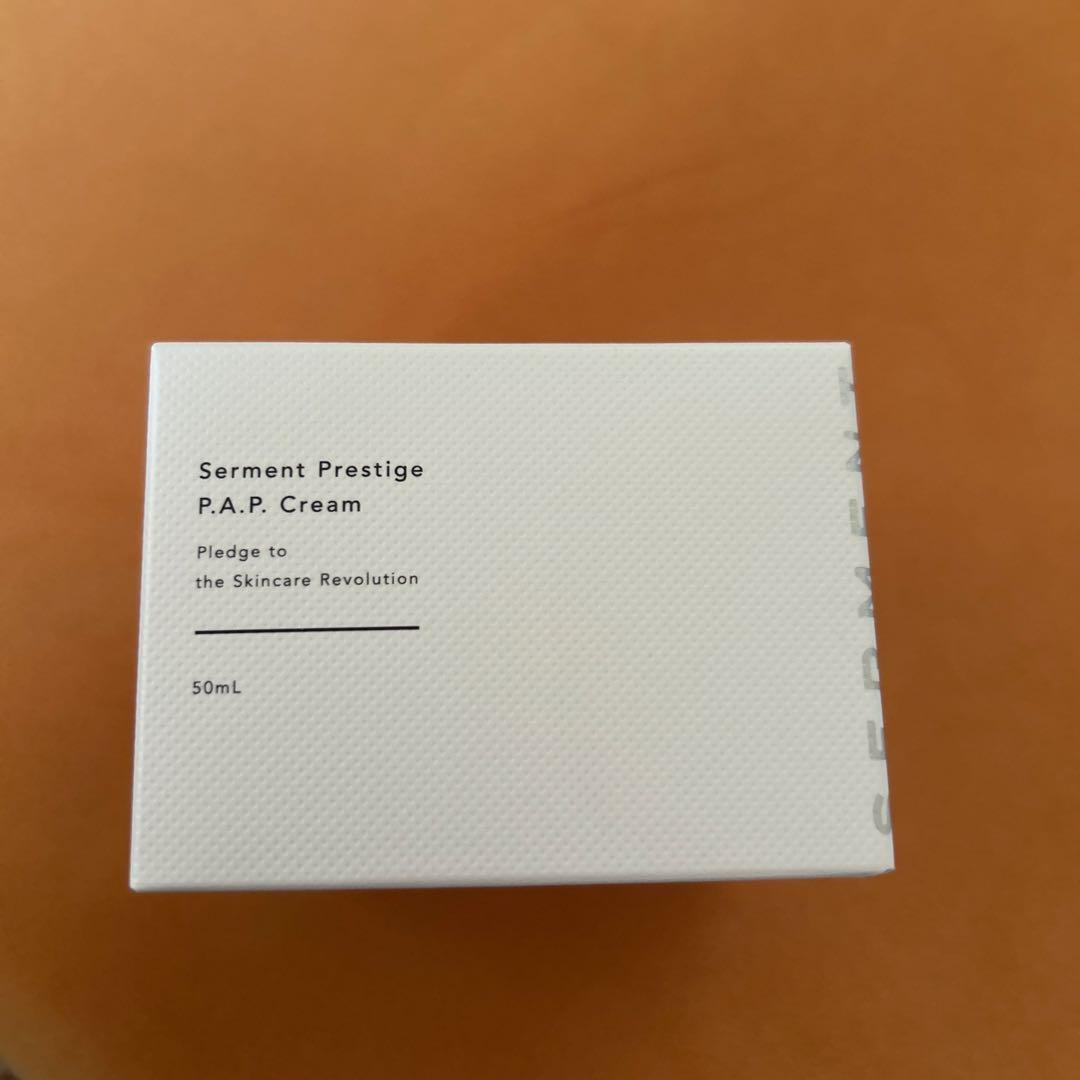 Serment Prestige
P.A.P. Cream
Pledge to
the Skincare Revolution
50mL
SERMENT